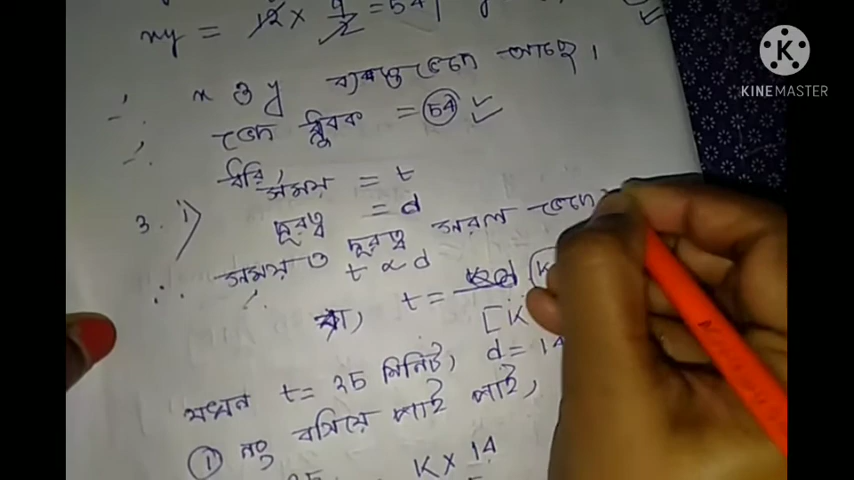 xy = 12 × 9/2 = 54
∴ x ও y ব্যস্ত ভেদে আছে।
∴ ভেদ ধ্রুবক = 54
K
KINEMASTER
ধরি,
3. i) সময় = t
দূরত্ব = d
∴ সময় ও দূরত্ব সরল ভেদে
t ∝ d
বা, t =
[K
যখন t = 25 মিনিট, d = 14
① নং বসিয়ে পাই পাই,
K × 14